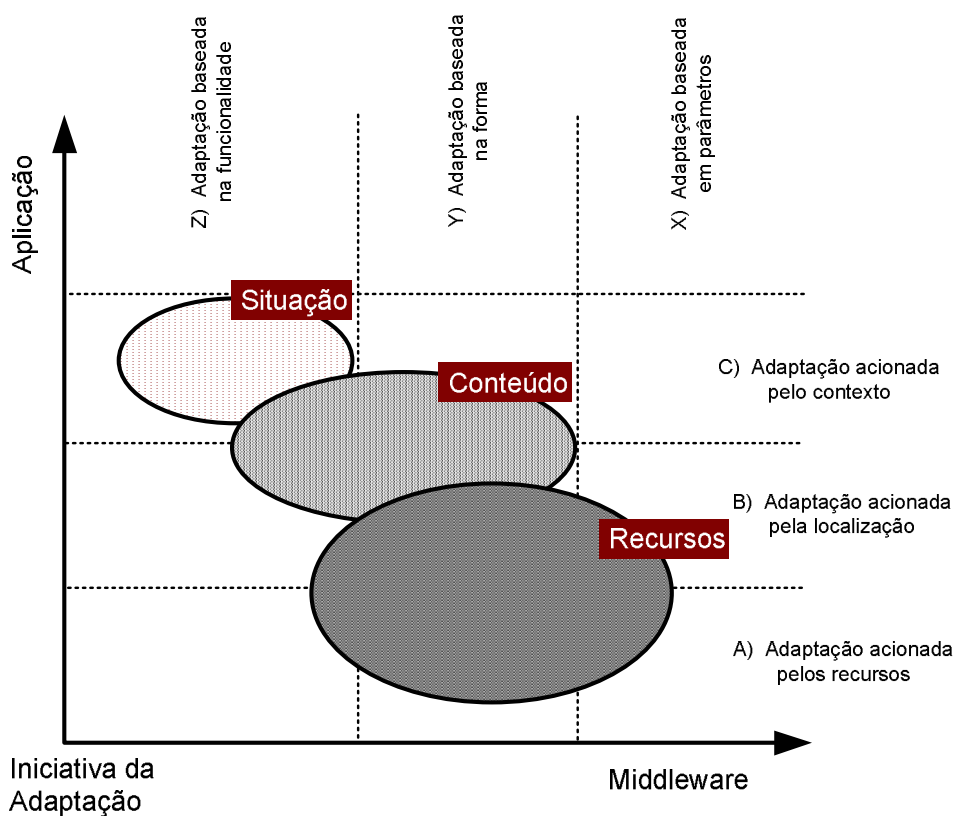 Z) Adaptação baseada
na funcionalidade
Y) Adaptação baseada
na forma
X) Adaptação baseada
em parâmetros
Aplicação
Situação
Conteúdo
C) Adaptação acionada
pelo contexto
B) Adaptação acionada
pela localização
Recursos
A) Adaptação acionada
pelos recursos
Iniciativa da
Adaptação
Middleware